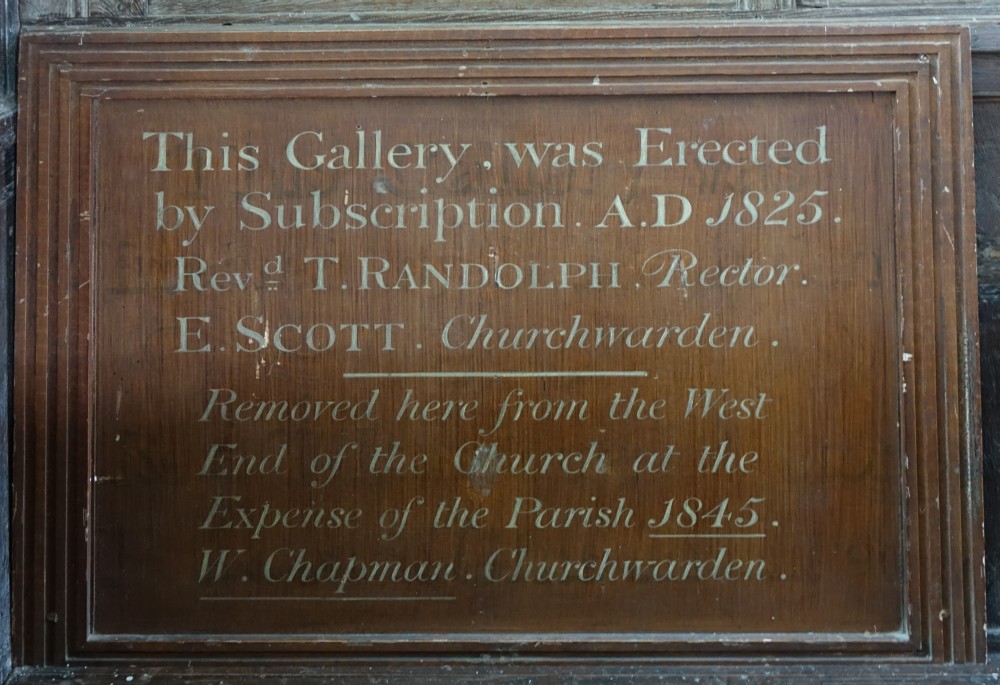 This Gallery, was Erected
by Subscription. A.D 1825.
Rev.d T. RANDOLPH. Rector.
E. SCOTT. Churchwarden.
Removed here from the West
End of the Church at the
Expense of the Parish 1845.
W. Chapman. Churchwarden.